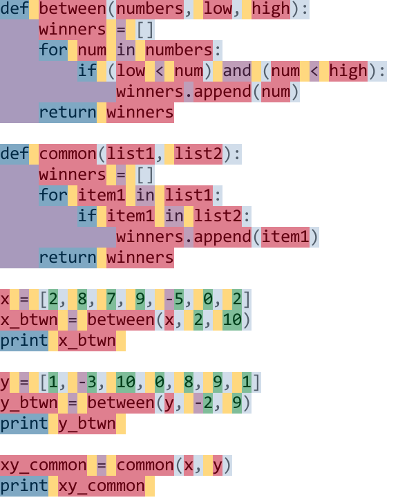 def between(numbers, low, high):
    winners = []
    for num in numbers:
        if (low < num) and (num < high):
            winners.append(num)
    return winners

def common(list1, list2):
    winners = []
    for item1 in list1:
        if item1 in list2:
            winners.append(item1)
    return winners

x = [2, 8, 7, 9, -5, 0, 2]
x_btwn = between(x, 2, 10)
print x_btwn

y = [1, -3, 10, 0, 8, 9, 1]
y_btwn = between(y, -2, 9)
print y_btwn

xy_common = common(x, y)
print xy_common